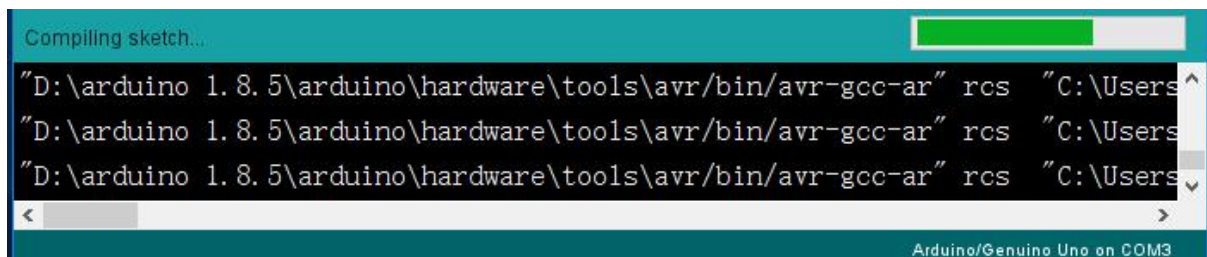 Compiling sketch...
"D:\arduino 1.8.5\arduino\hardware\tools\avr/bin/avr-gcc-ar" rcs "C:\Users
"D:\arduino 1.8.5\arduino\hardware\tools\avr/bin/avr-gcc-ar" rcs "C:\Users
"D:\arduino 1.8.5\arduino\hardware\tools\avr/bin/avr-gcc-ar" rcs "C:\Users
Arduino/Genuino Uno on COM3